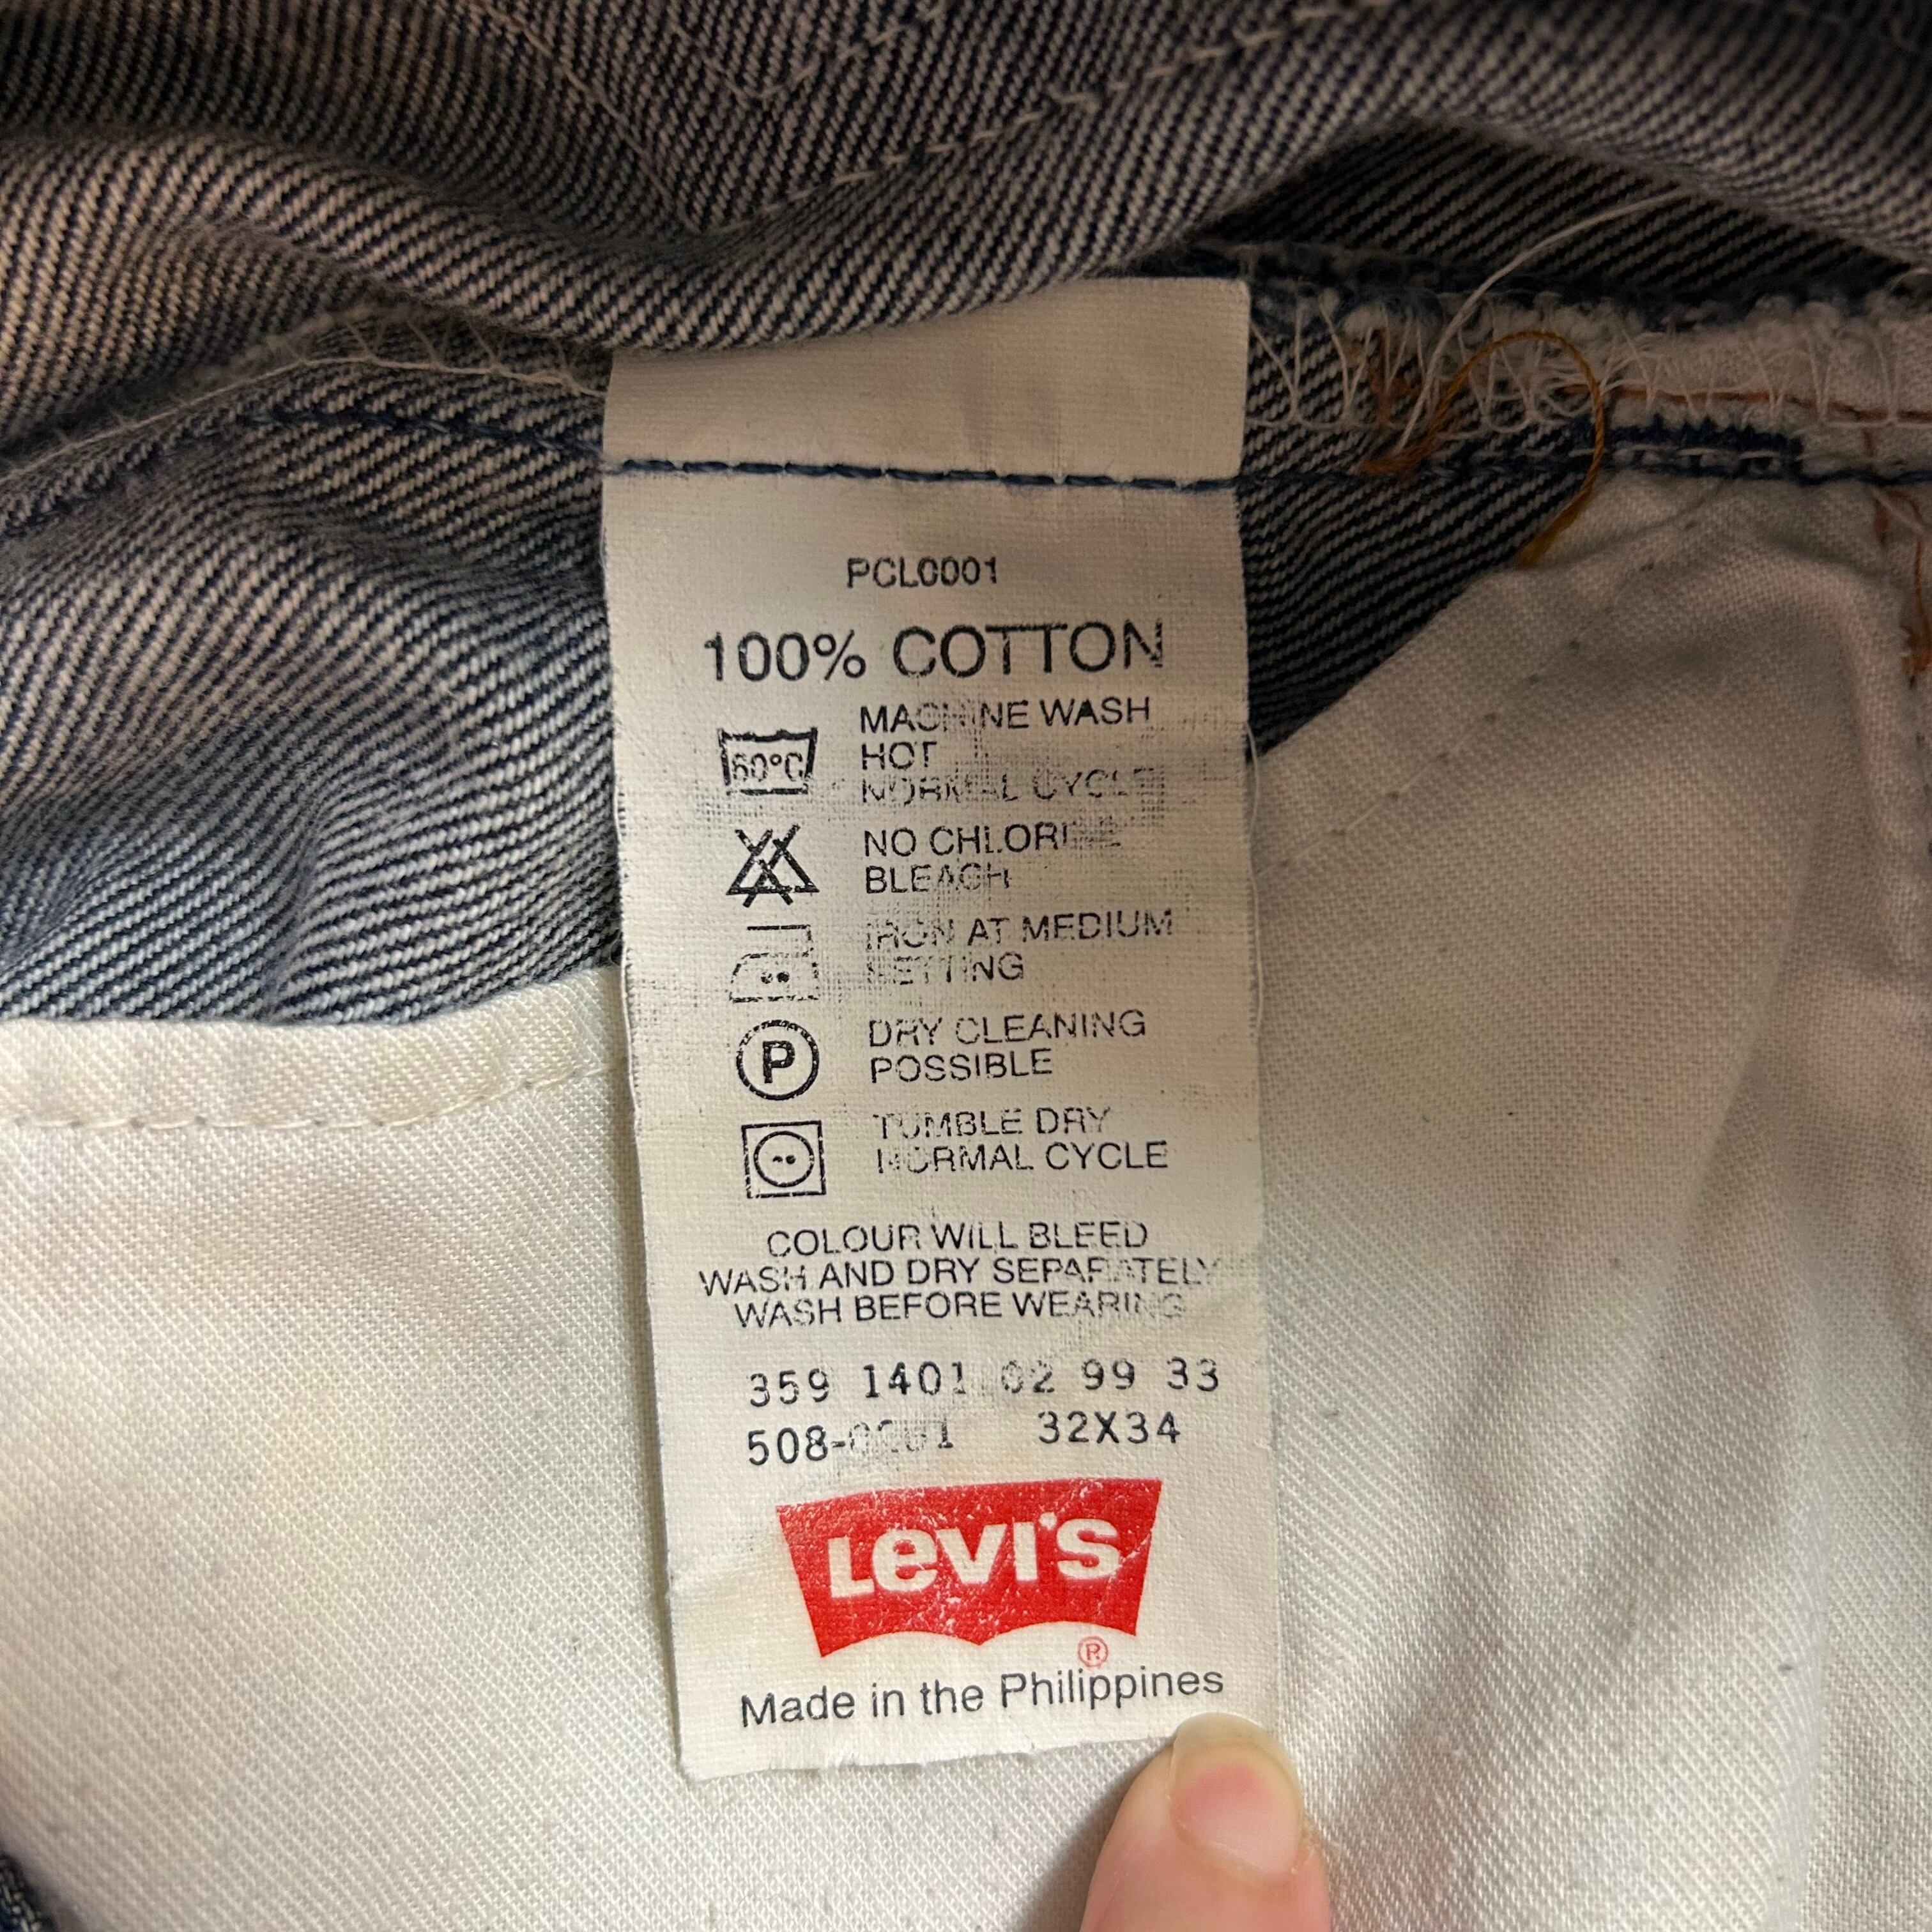 PCL0001
100% COTTON
60°C
MACHINE WASH
HOT
NORMAL CYCLE
NO CHLORINE
BLEACH
IRON AT MEDIUM
SETTING
P
DRY CLEANING
POSSIBLE
TUMBLE DRY
NORMAL CYCLE
COLOUR WILL BLEED
WASH AND DRY SEPARATELY
WASH BEFORE WEARING
359 1401 02 99 33
32X34
LEVI'S
®
Made in the Philippines